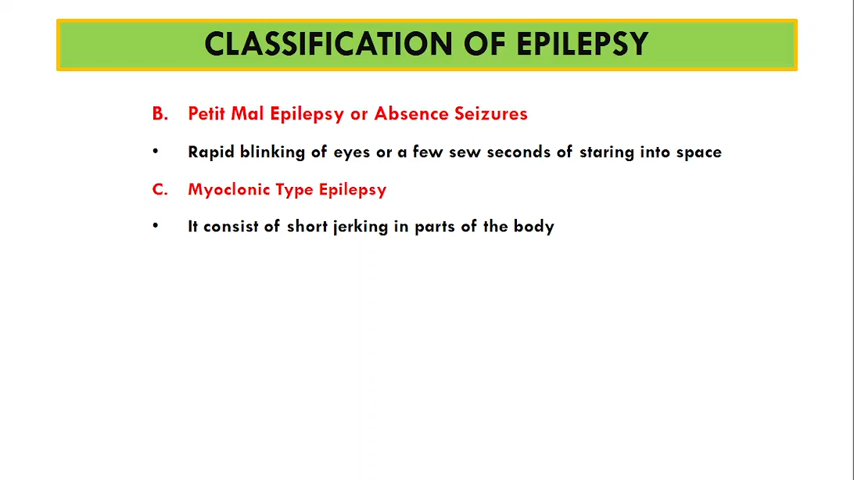 CLASSIFICATION OF EPILEPSY
B. Petit Mal Epilepsy or Absence Seizures
• Rapid blinking of eyes or a few sew seconds of staring into space
C. Myoclonic Type Epilepsy
• It consist of short jerking in parts of the body